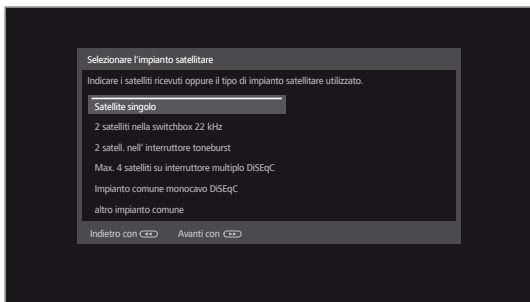 Selezionare l'impianto satellitare
Indicare i satelliti ricevuti oppure il tipo di impianto satellitare utilizzato.
Satellite singolo
2 satelliti nella switchbox 22 kHz
2 satell. nell' interruttore toneburst
Max. 4 satelliti su interruttore multiplo DiSEqC
Impianto comune monocavo DiSEqC
altro impianto comune
Indietro con Avanti con